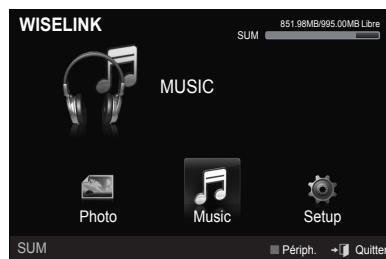 WISELINK
851.98MB/995.00MB Libre
SUM
MUSIC
Photo Music Setup
SUM Périph. Quitter